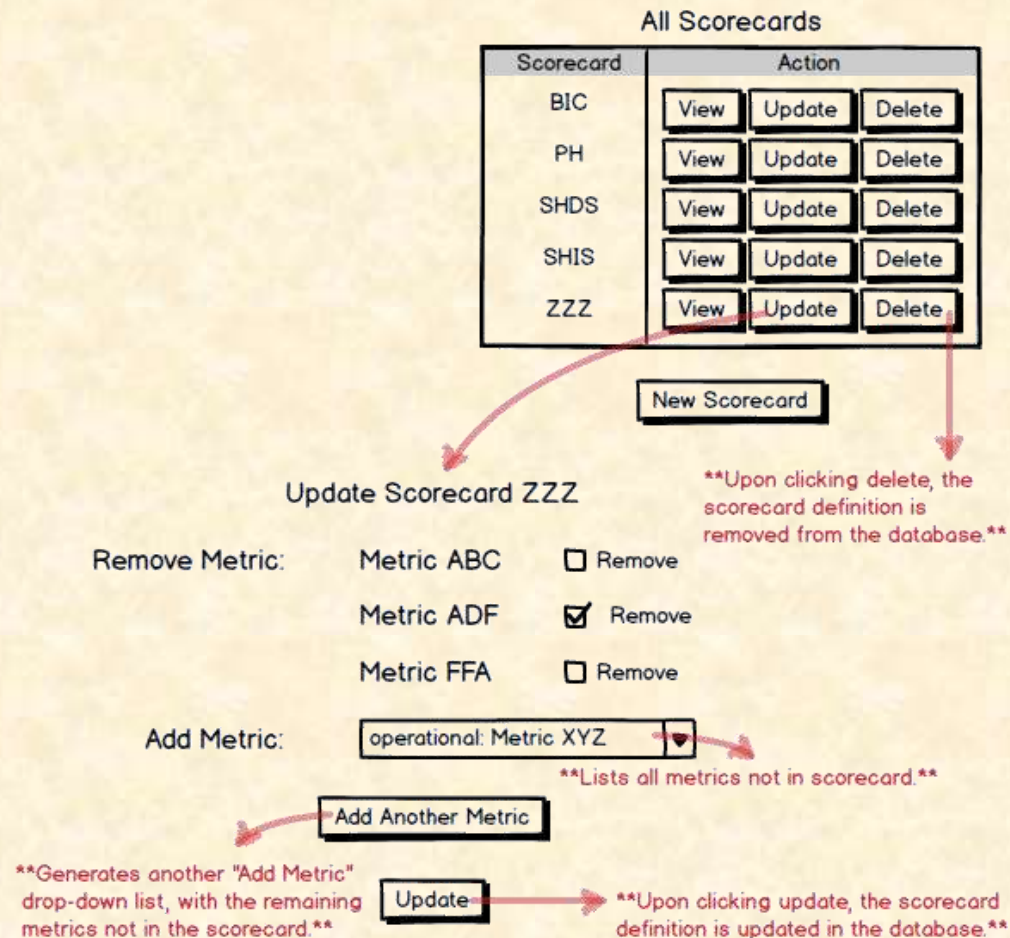 All Scorecards
Scorecard Action
BIC View Update Delete
PH View Update Delete
SHDS View Update Delete
SHIS View Update Delete
ZZZ View Update Delete
New Scorecard
**Upon clicking delete, the
scorecard definition is
removed from the database.**
Update Scorecard ZZZ
Remove Metric: Metric ABC Remove
Metric ADF Remove
Metric FFA Remove
Add Metric: operational: Metric XYZ
**Lists all metrics not in scorecard.**
Add Another Metric
**Generates another "Add Metric"
drop-down list, with the remaining
metrics not in the scorecard.**
Update
**Upon clicking update, the scorecard
definition is updated in the database.**